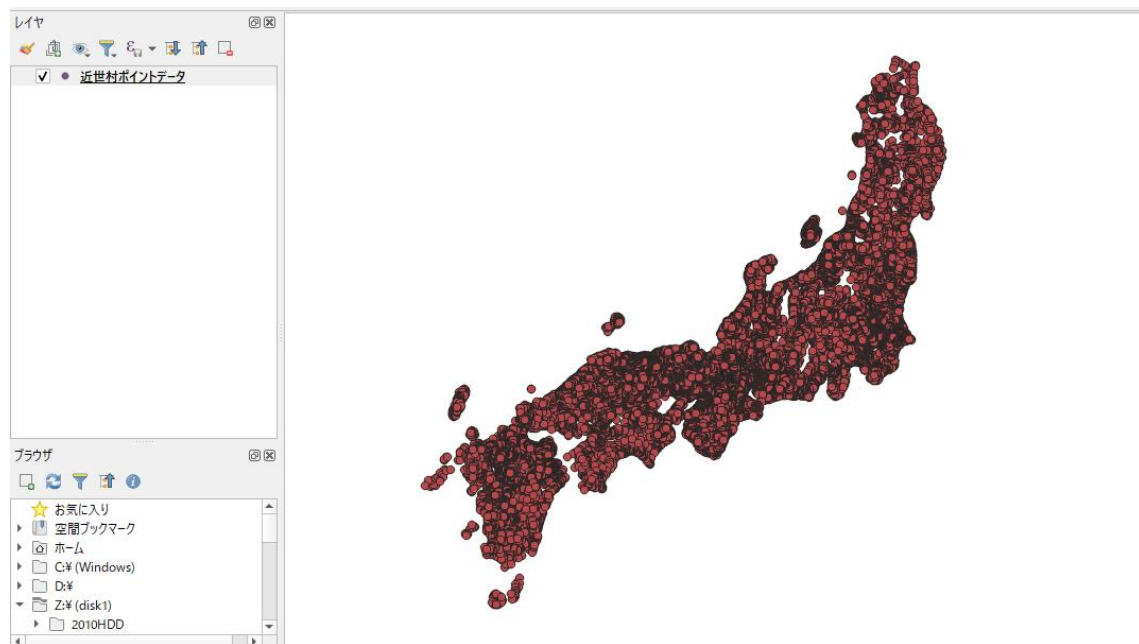 レイヤ
近世村ポイントデータ
ブラウザ
お気に入り
空間ブックマーク
ホーム
C:¥ (Windows)
D:¥
Z:¥ (disk1)
2010HDD